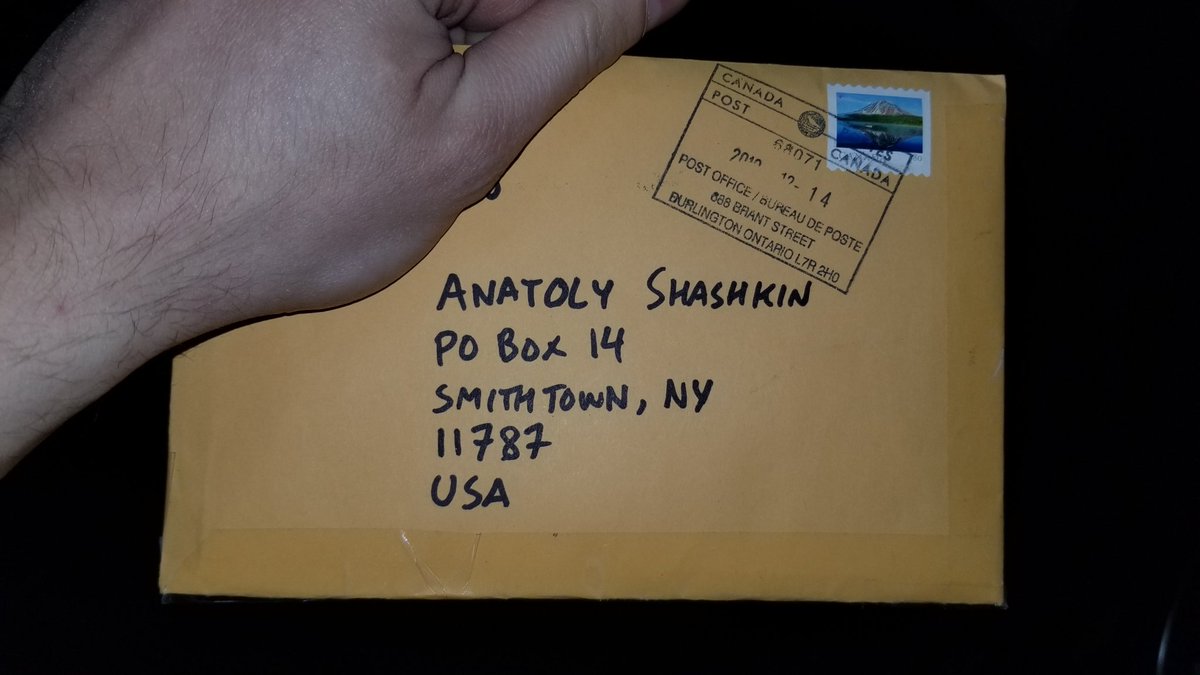 CANADA
POST
68071
14
POST OFFICE / BUREAU DE POSTE
BRANT STREET
BURLINGTON ONTARIO L7R 2H0
CANADA
ANATOLY SHASHKIN
PO BOX 14
SMITHTOWN, NY
11787
USA